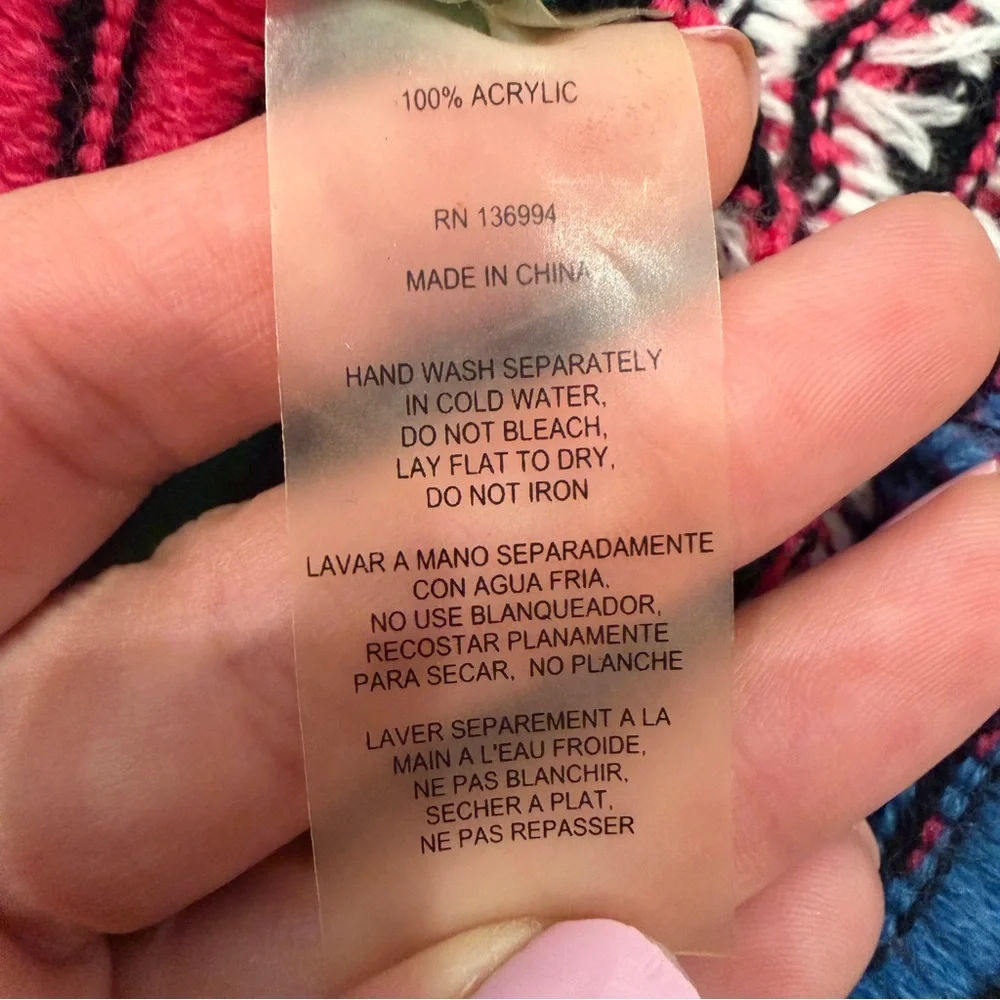 100% ACRYLIC
RN 136994
MADE IN CHINA
HAND WASH SEPARATELY
IN COLD WATER,
DO NOT BLEACH,
LAY FLAT TO DRY,
DO NOT IRON
LAVAR A MANO SEPARADAMENTE
CON AGUA FRIA.
NO USE BLANQUEADOR,
RECOSTAR PLANAMENTE
PARA SECAR, NO PLANCHE
LAVER SEPAREMENT A LA
MAIN A L'EAU FROIDE,
NE PAS BLANCHIR,
SECHER A PLAT,
NE PAS REPASSER